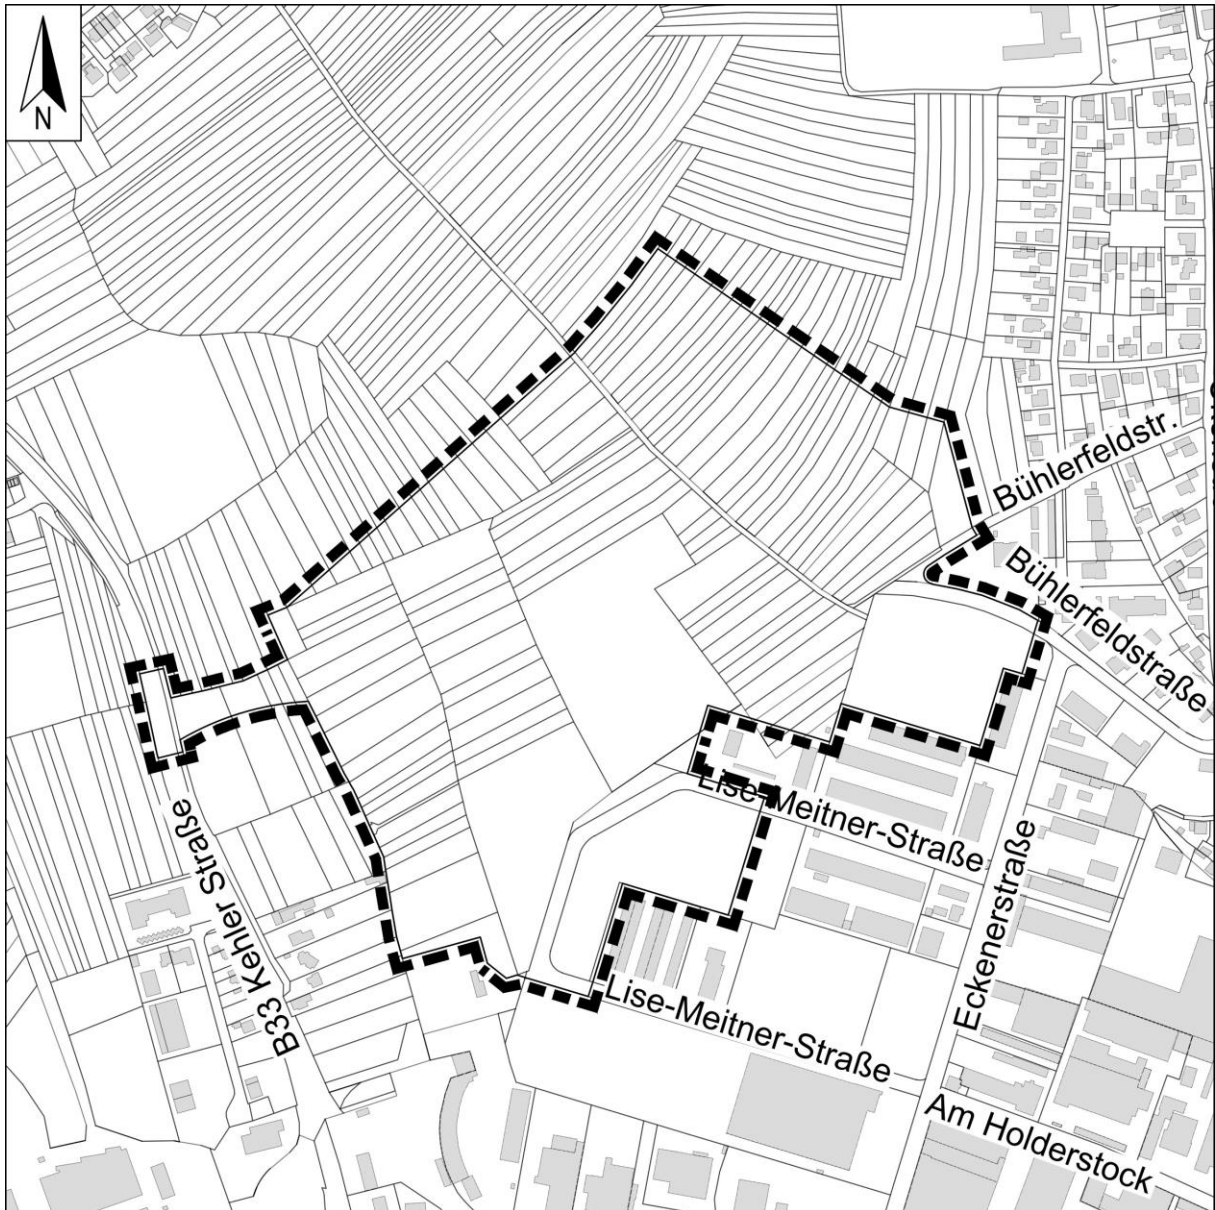 N
Bühlerfeldstr.
Bühlerfeldstraße
Lise-Meitner-Straße
B33 Kehler Straße
Eckenerstraße
Lise-Meitner-Straße
Am Holderstock